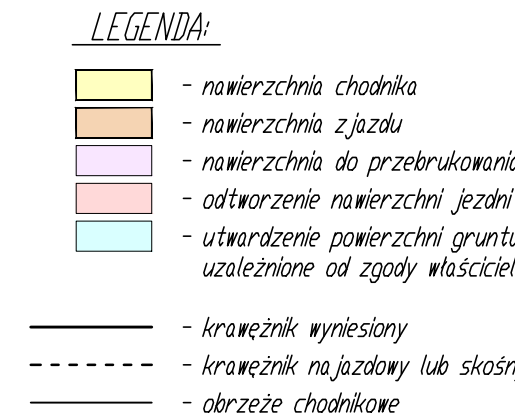 LEGENDA:
- nawierzchnia chodnika
- nawierzchnia zjazdu
- nawierzchnia do przebrukowania
- odtworzenie nawierzchni jezdni
- utwardzenie powierzchni gruntu
uzależnione od zgody właściciel
- krawężnik wyniesiony
- krawężnik najazdowy lub skośn
- obrzeże chodnikowe